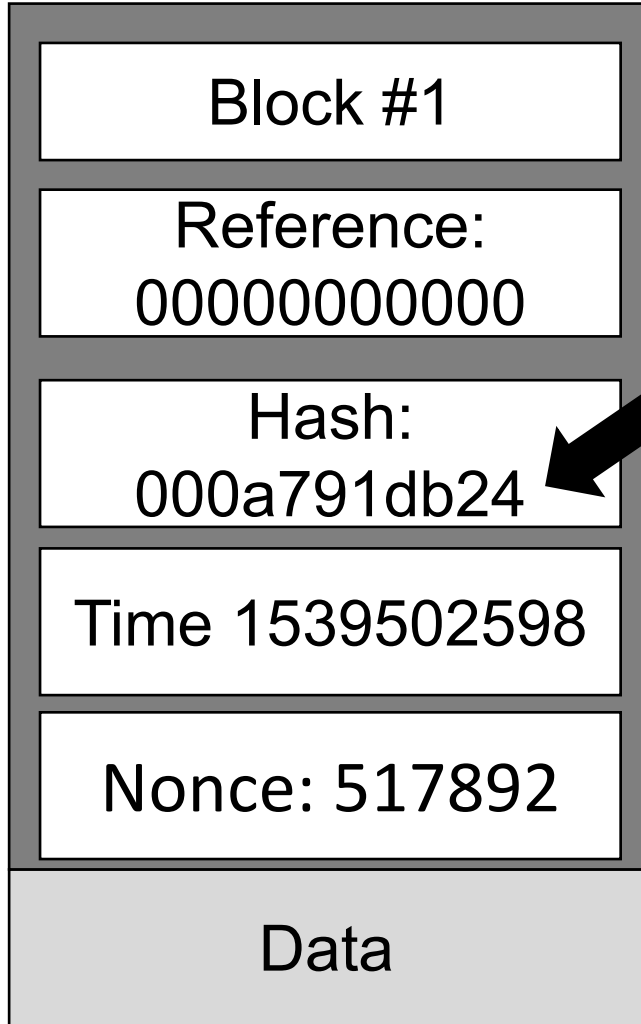 Block #1
Reference:
00000000000
Hash:
000a791db24
Time 1539502598
Nonce: 517892
Data